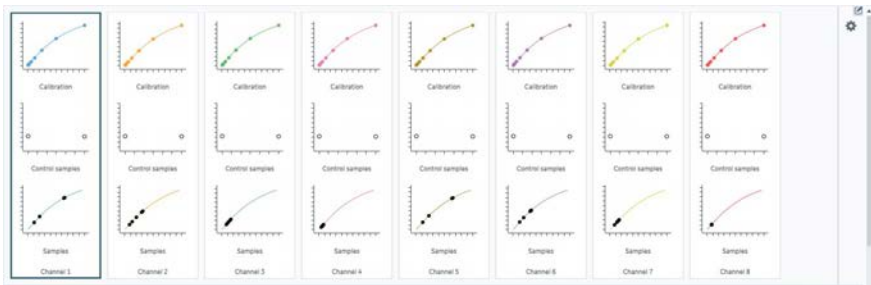 Calibration Calibration Calibration Calibration Calibration Calibration Calibration Calibration
Control samples Control samples Control samples Control samples Control samples Control samples Control samples Control samples
Samples Samples Samples Samples Samples Samples Samples Samples
Channel 1 Channel 2 Channel 3 Channel 4 Channel 5 Channel 6 Channel 7 Channel 8